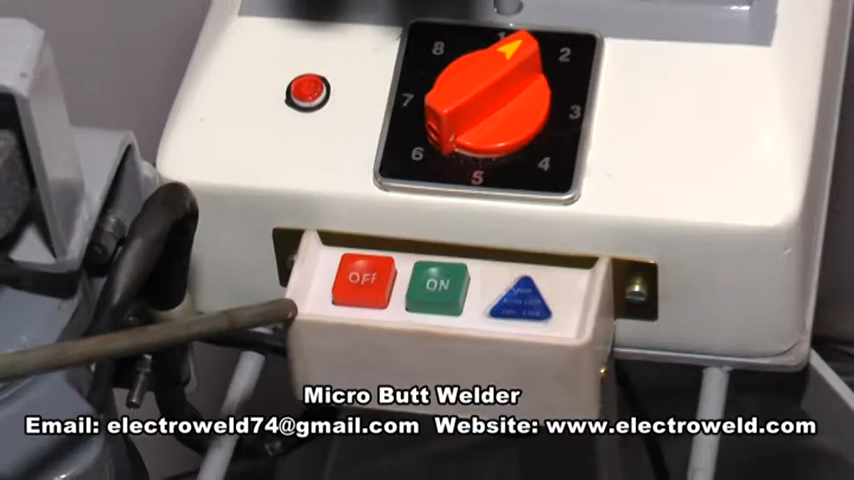 8 1 2
7 3
6 5 4
OFF ON
Micro Butt Welder
Email: electroweld74@gmail.com Website: www.electroweld.com